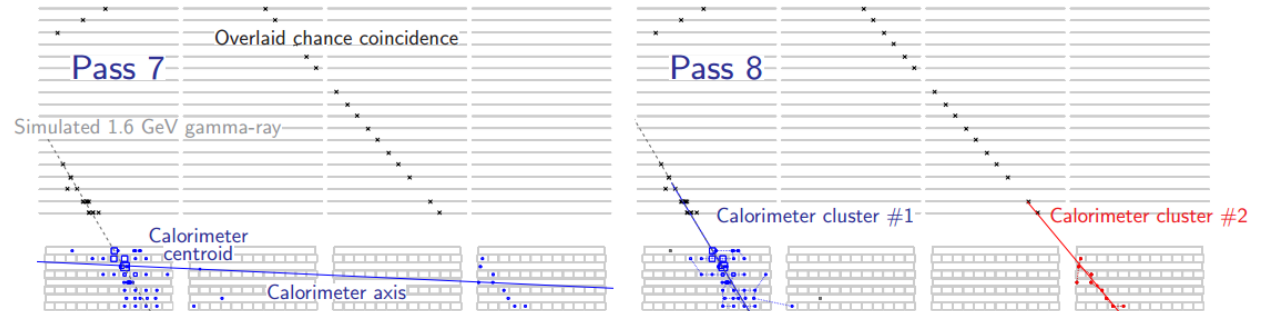 Overlaid chance coincidence
Pass 7
Pass 8
Simulated 1.6 GeV gamma-ray
Calorimeter cluster #1
Calorimeter cluster #2
Calorimeter
centroid
Calorimeter axis